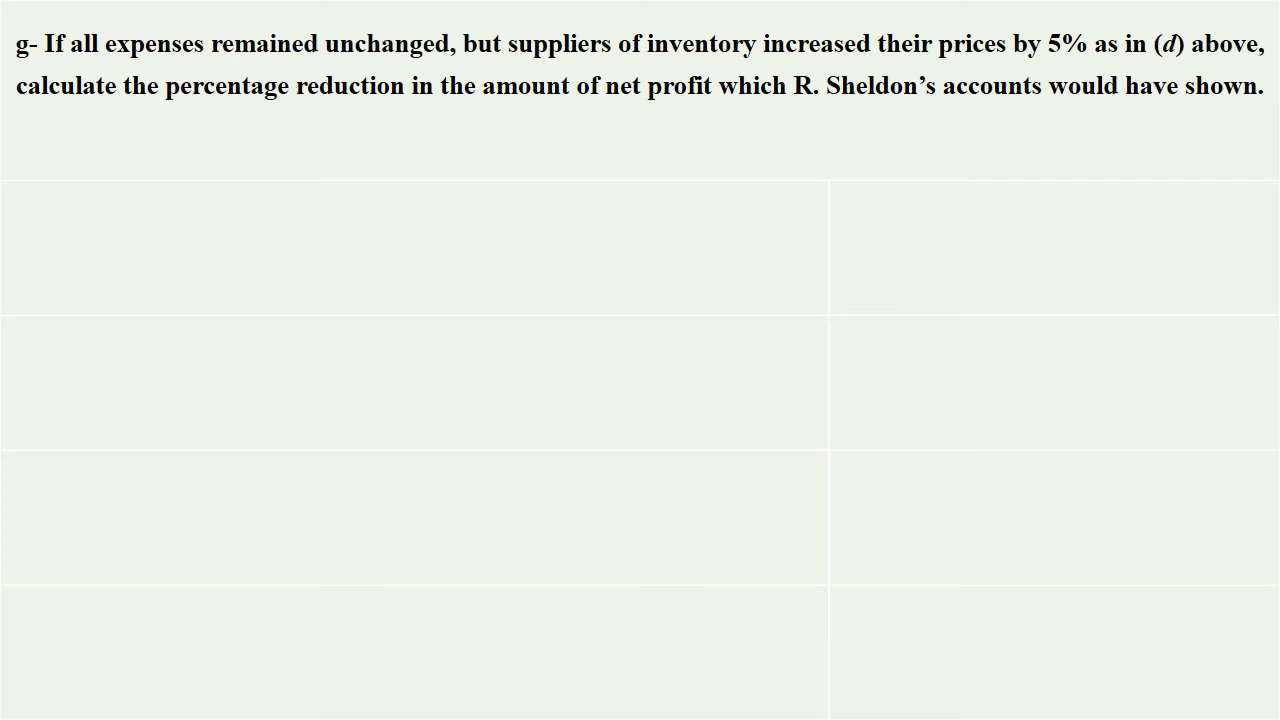 g- If all expenses remained unchanged, but suppliers of inventory increased their prices by 5% as in (d) above,
calculate the percentage reduction in the amount of net profit which R. Sheldon’s accounts would have shown.